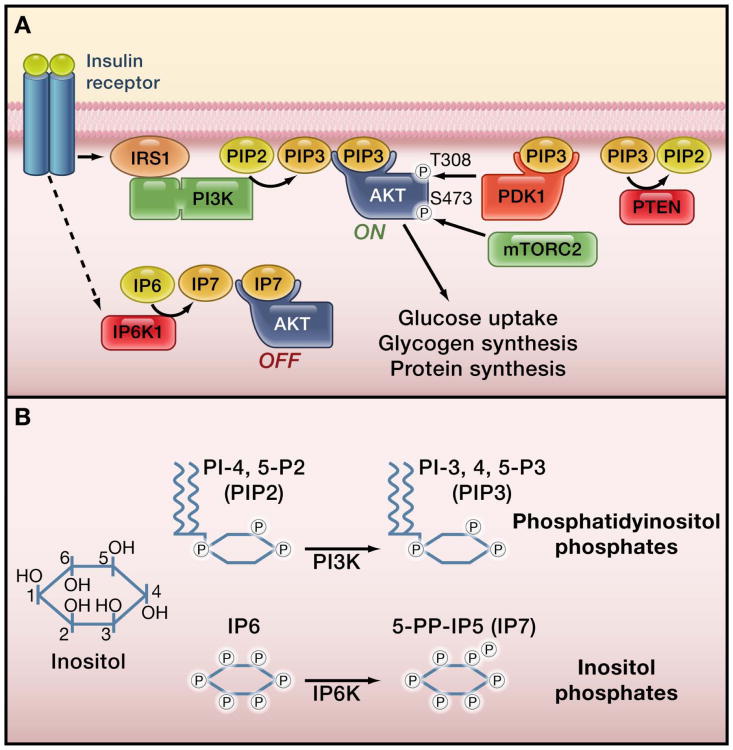 A
Insulin
receptor
IRS1
PI3K
PIP2
PIP3
PIP3
AKT
ON
P
T308
S473
P
PIP3
PDK1
mTORC2
PIP3
PIP2
PTEN
IP6
IP7
IP6K1
IP7
AKT
OFF
Glucose uptake
Glycogen synthesis
Protein synthesis
B
PI-4, 5-P2
(PIP2)
P
P
P
PI3K
PI-3, 4, 5-P3
(PIP3)
P
P
P
P
Phosphatidyinositol
phosphates
HO
1
6
OH
5
OH
4
OH
OH
2
HO
3
Inositol
IP6
P
P
P
P
P
P
IP6K
5-PP-IP5 (IP7)
P
P
P
P
P
P
P
Inositol
phosphates